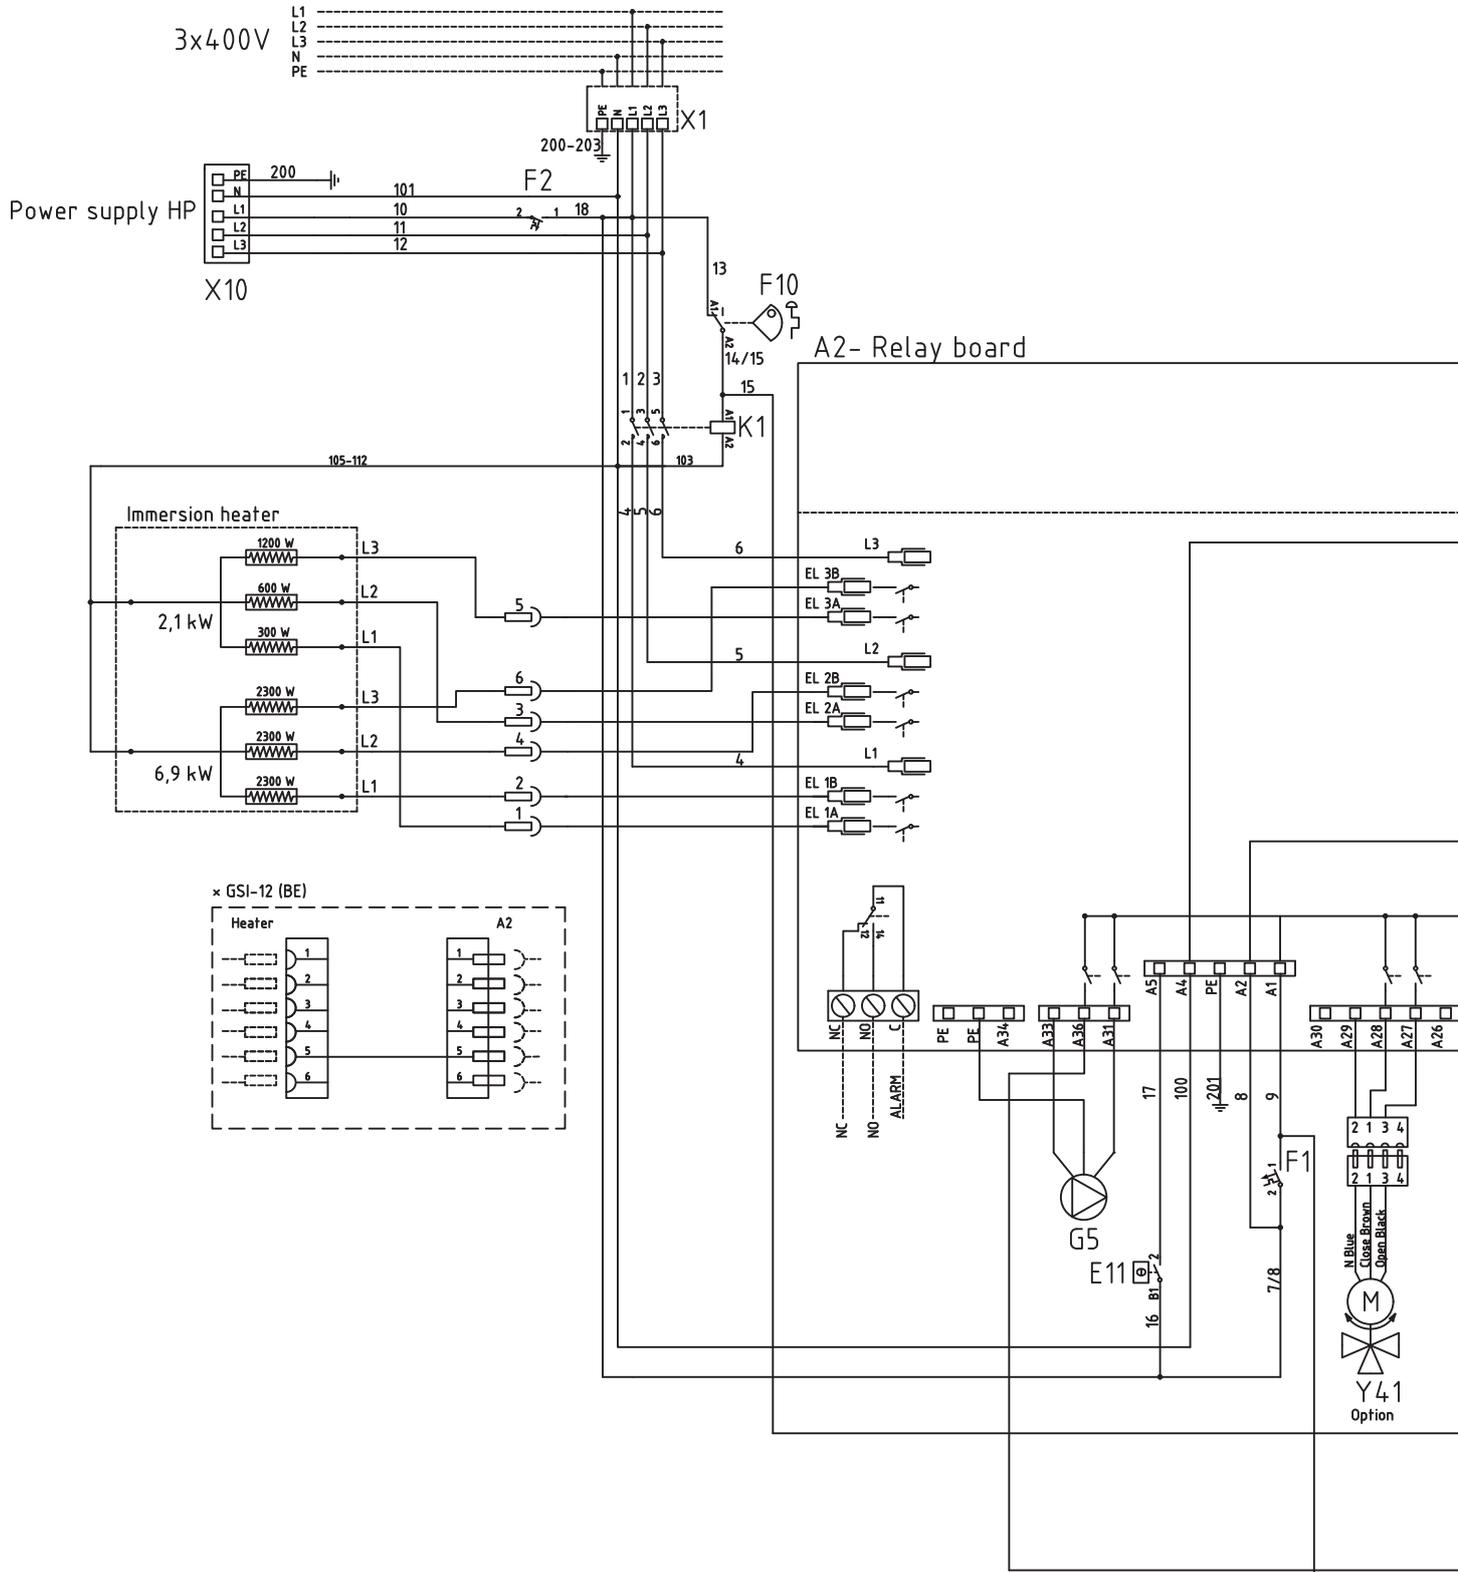 L1
L2
3x400V
L3
N
PE
PE N L1 L2 L3
X1
200-203
PE 200
N 101
F2
Power supply HP
L1 10 2 1 18
L2 11
L3 12
X10
13
F10
A1
A2
14/15
A2- Relay board
1 2 3
15
1 3 5
A1
K1
2 4 6
A2
105-112
103
4 5 6
Immersion heater
1200 W
L3
6
L3
EL 3B
600 W
L2
5
EL 3A
2,1 kW
300 W
L1
5
L2
6
EL 2B
2300 W
L3
3
EL 2A
2300 W
L2
4
4
L1
6,9 kW
2300 W
L1
2
EL 1B
1
EL 1A
× GSI-12 (BE)
Heater
A2
1
1
2
2
3
3
4
4
5
5
6
6
11
12 14
NC NO C
PE PE A34
A33 A36 A31
A5 A4 PE A2 A1
A30 A29 A28 A27 A26
NC NO ALARM
17 100 201 8 9
2 1 3 4
2 1 3 4
1
F1
2
G5
N Blue
Close Brown
Open Black
2
E11
B1
16
7/8
M
Y41
Option